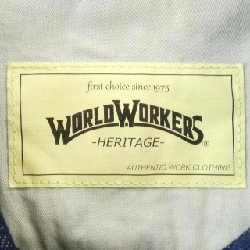 first choice since 1973
WORLDWORKERS
-HERITAGE-®
AUTHENTIC WORK CLOTHING